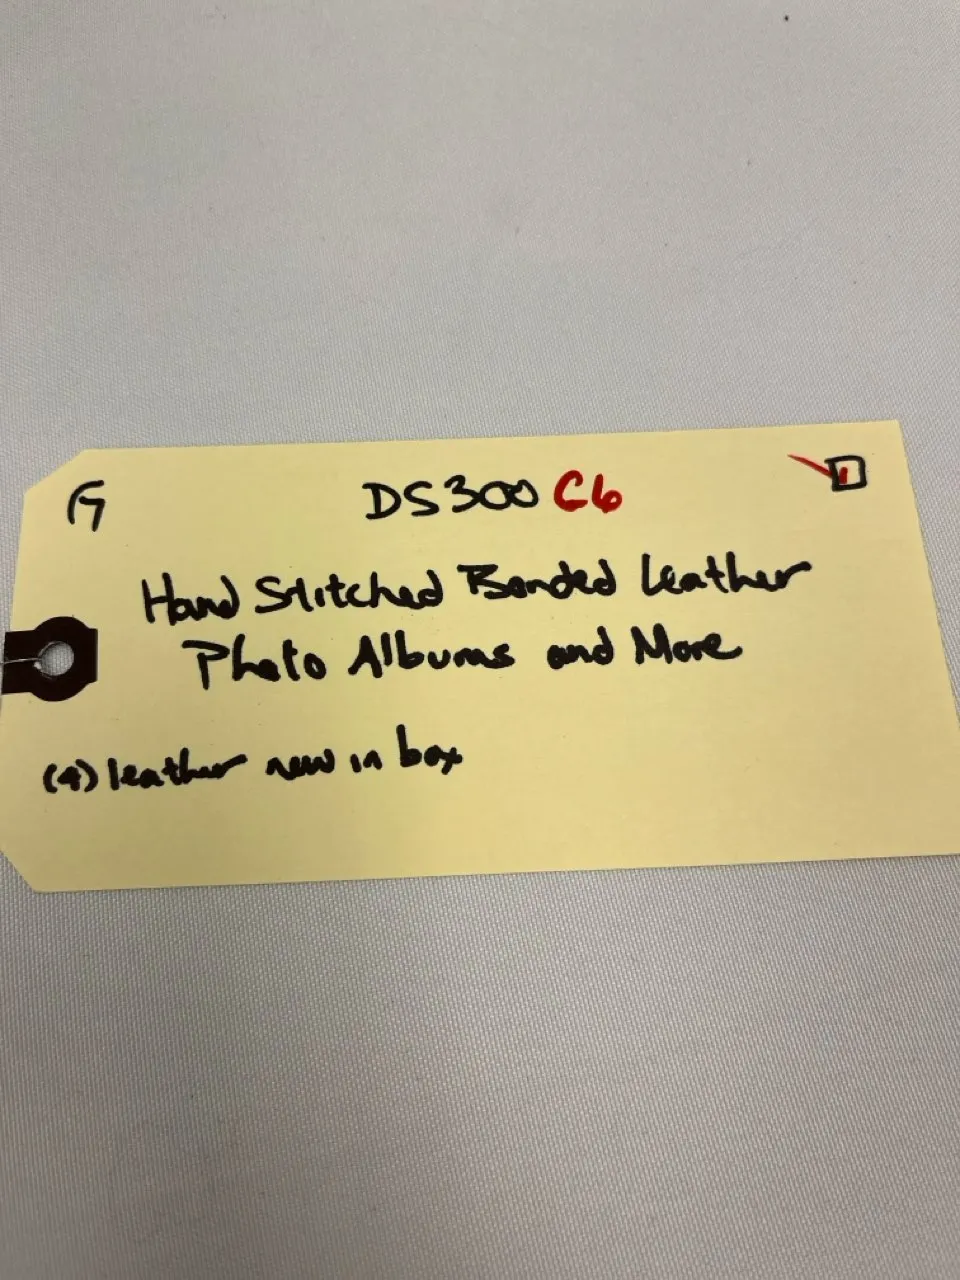 G DS300 C6
Hand Stitched Bonded Leather
Photo Albums and More
(4) leather new in box